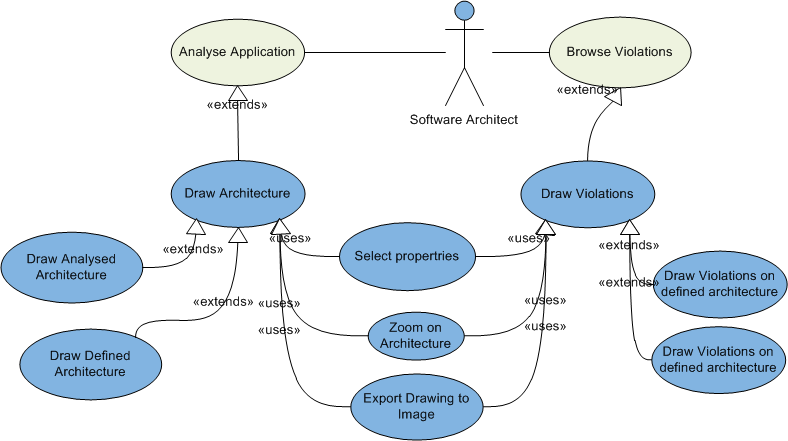 Analyse Application
Browse Violations
«extends»
«extends»
Software Architect
Draw Architecture
Draw Violations
«extends»
«uses»
«uses»
«extends»
Draw Analysed
Architecture
Select propertries
Draw Violations on
defined architecture
«extends»
«uses»
«uses»
«extends»
Zoom on
Architecture
«uses»
«uses»
Draw Defined
Architecture
Draw Violations on
defined architecture
Export Drawing to
Image